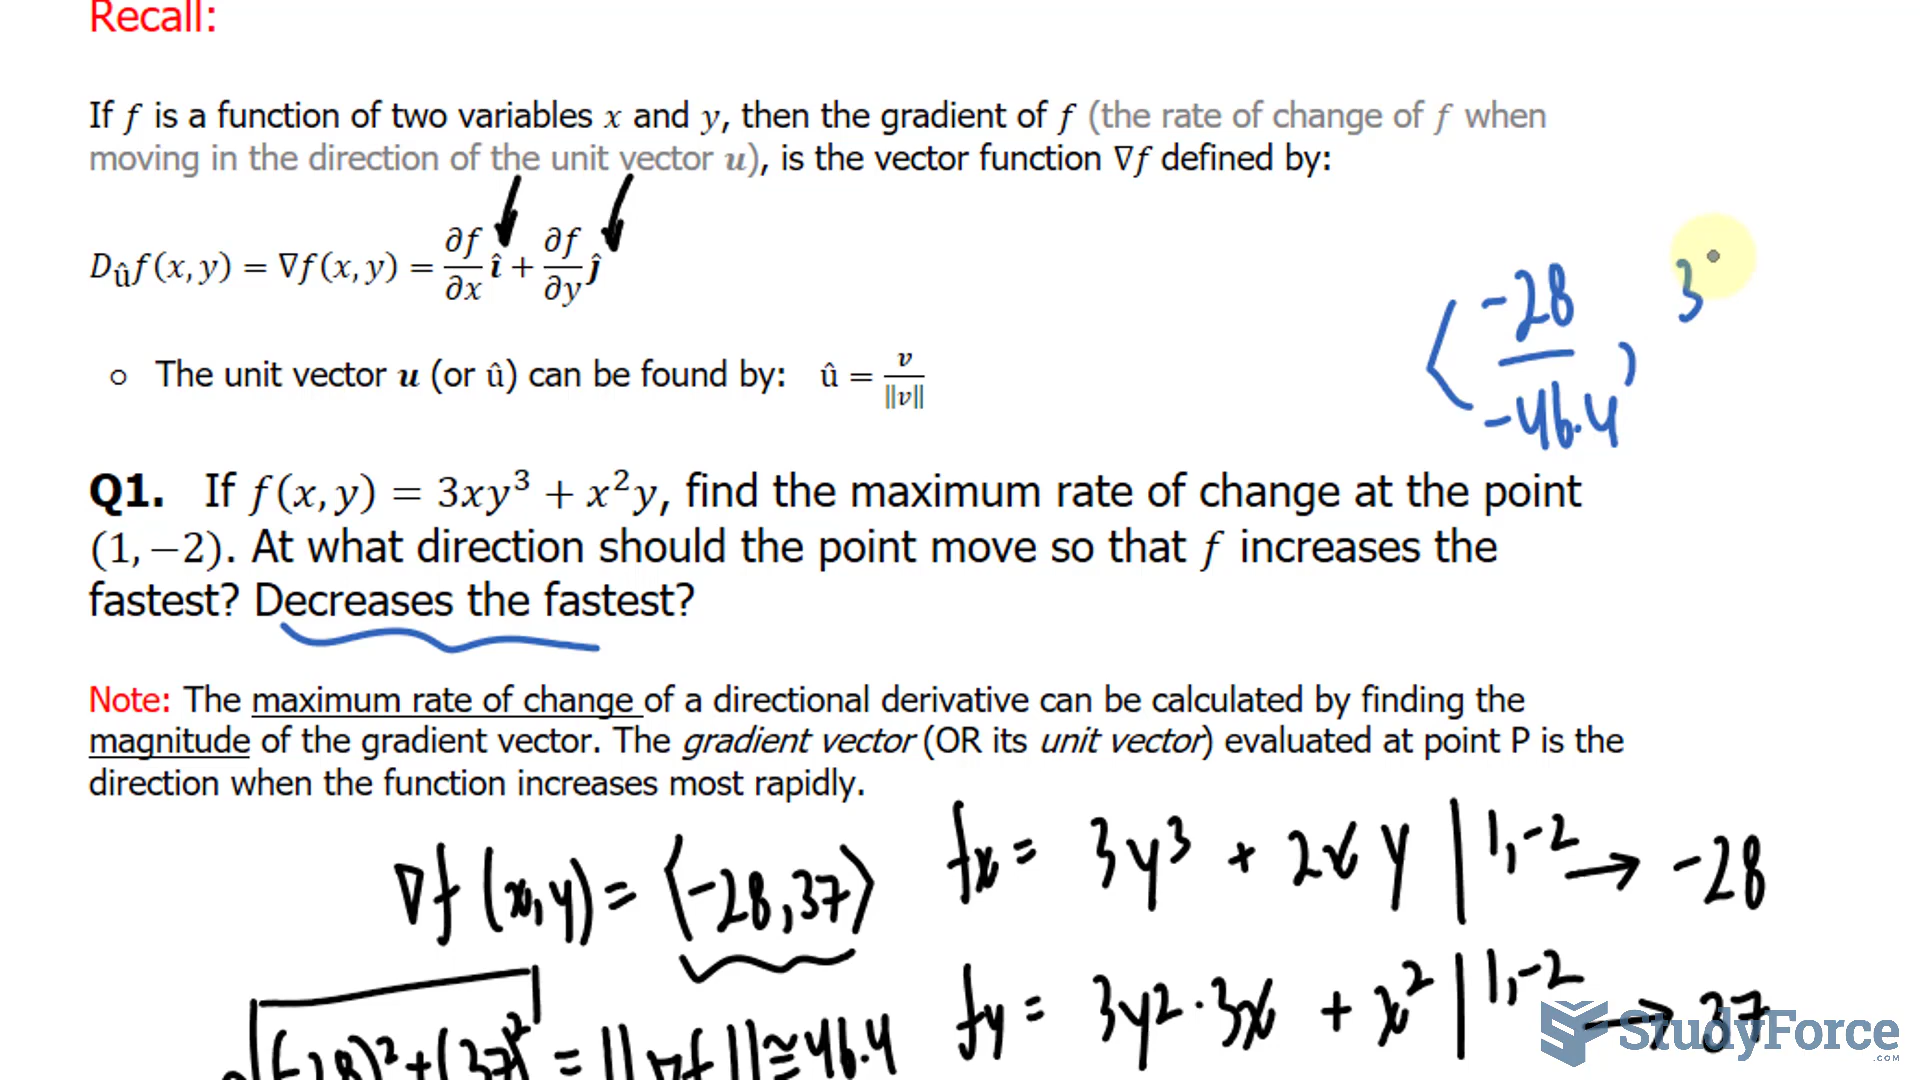 Recall:
If f is a function of two variables x and y, then the gradient of f (the rate of change of f when
moving in the direction of the unit vector u), is the vector function ∇f defined by:
D_û f(x, y) = ∇f(x, y) = ∂f/∂x î + ∂f/∂y ĵ
⟨ -28/-46.4 , 3
○ The unit vector u (or û) can be found by: û = v/‖v‖
Q1. If f(x, y) = 3xy³ + x²y, find the maximum rate of change at the point
(1, −2). At what direction should the point move so that f increases the
fastest? Decreases the fastest?
Note: The maximum rate of change of a directional derivative can be calculated by finding the
magnitude of the gradient vector. The gradient vector (OR its unit vector) evaluated at point P is the
direction when the function increases most rapidly.
fx = 3y³ + 2xy | 1,-2 → -28
∇f (x,y) = ⟨-28,37⟩
fy = 3y2·3x + x² | 1,-2 → 37
√(-28)²+(37)² = ||∇f|| ≅ 46.4
StudyForce
.COM